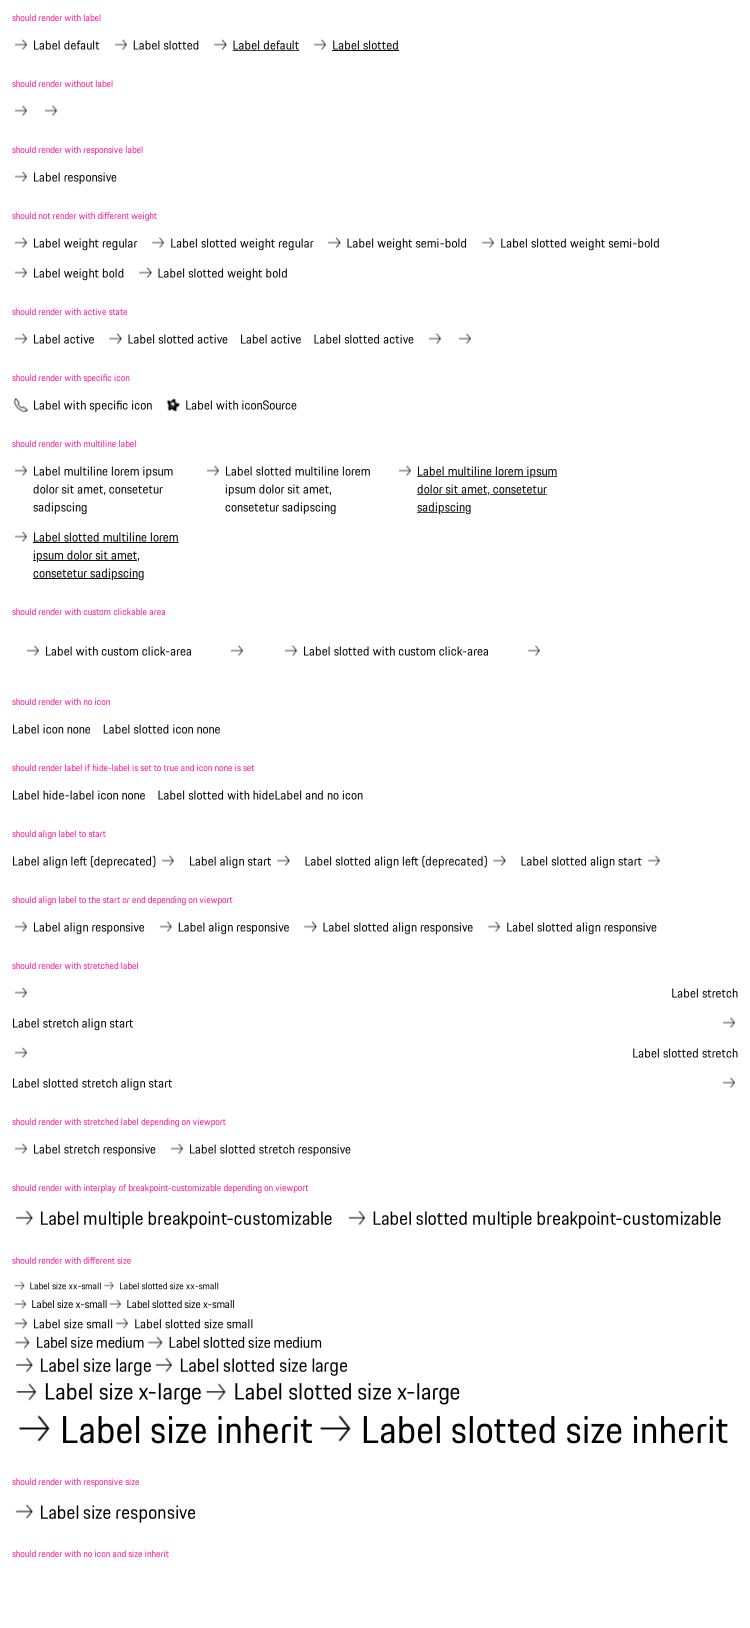 should render with label
Label default Label slotted Label default Label slotted
should render without label
should render with responsive label
Label responsive
should not render with different weight
Label weight regular Label slotted weight regular Label weight semi-bold Label slotted weight semi-bold
Label weight bold Label slotted weight bold
should render with active state
Label active Label slotted active Label active Label slotted active
should render with specific icon
Label with specific icon Label with iconSource
should render with multiline label
Label multiline lorem ipsum
dolor sit amet, consetetur
sadipscing
Label slotted multiline lorem
ipsum dolor sit amet,
consetetur sadipscing
Label multiline lorem ipsum
dolor sit amet, consetetur
sadipscing
Label slotted multiline lorem
ipsum dolor sit amet,
consetetur sadipscing
should render with custom clickable area
Label with custom click-area Label slotted with custom click-area
should render with no icon
Label icon none Label slotted icon none
should render label if hide-label is set to true and icon none is set
Label hide-label icon none Label slotted with hideLabel and no icon
should align label to start
Label align left (deprecated) Label align start Label slotted align left (deprecated) Label slotted align start
should align label to the start or end depending on viewport
Label align responsive Label align responsive Label slotted align responsive Label slotted align responsive
should render with stretched label
Label stretch
Label stretch align start
Label slotted stretch
Label slotted stretch align start
should render with stretched label depending on viewport
Label stretch responsive Label slotted stretch responsive
should render with interplay of breakpoint-customizable depending on viewport
Label multiple breakpoint-customizable Label slotted multiple breakpoint-customizable
should render with different size
Label size xx-small Label slotted size xx-small
Label size x-small Label slotted size x-small
Label size small Label slotted size small
Label size medium Label slotted size medium
Label size large Label slotted size large
Label size x-large Label slotted size x-large
Label size inherit Label slotted size inherit
should render with responsive size
Label size responsive
should render with no icon and size inherit